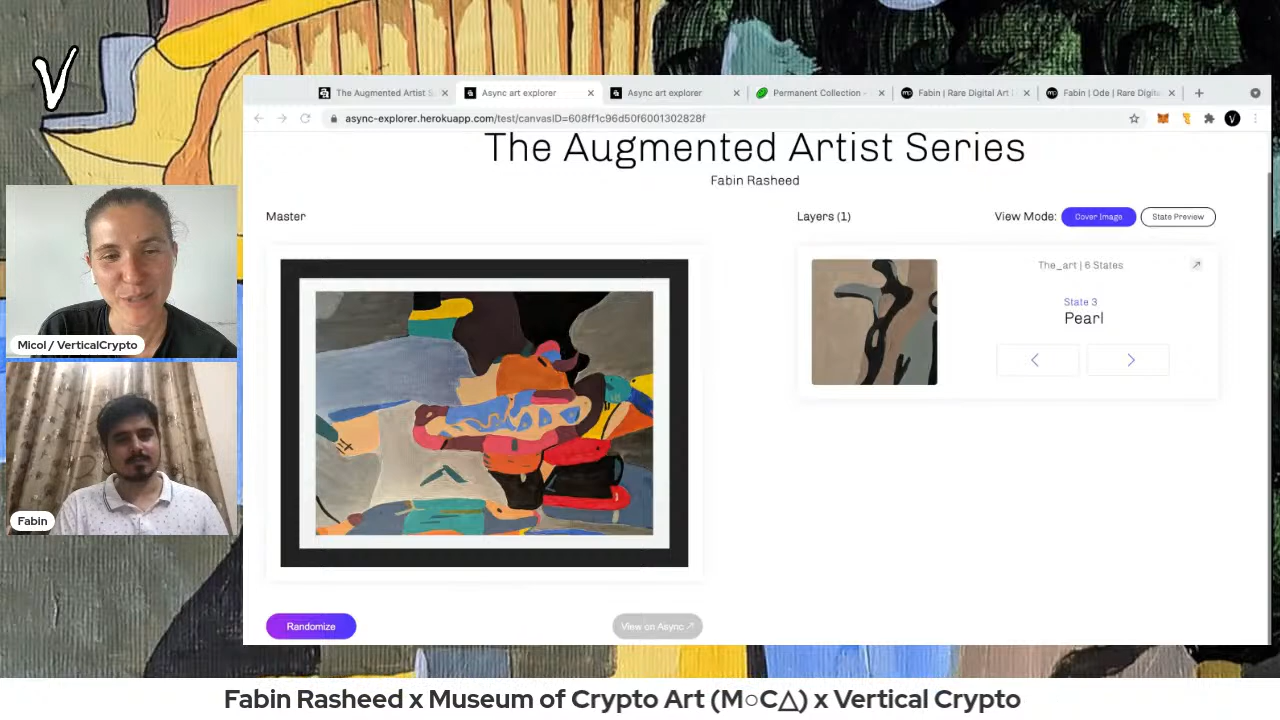 V
The Augmented Artist S
Async art explorer
Async art explorer
Permanent Collection -
Fabin | Rare Digital Art
Fabin | Ode | Rare Digita
async-explorer.herokuapp.com/test/canvasID=608ff1c96d50f6001302828f
V
The Augmented Artist Series
Fabin Rasheed
Master
Layers (1)
View Mode:
Cover Image
State Preview
The_art | 6 States
State 3
Pearl
Micol / VerticalCrypto
Fabin
Randomize
View on Async
Fabin Rasheed x Museum of Crypto Art (M○C△) x Vertical Crypto